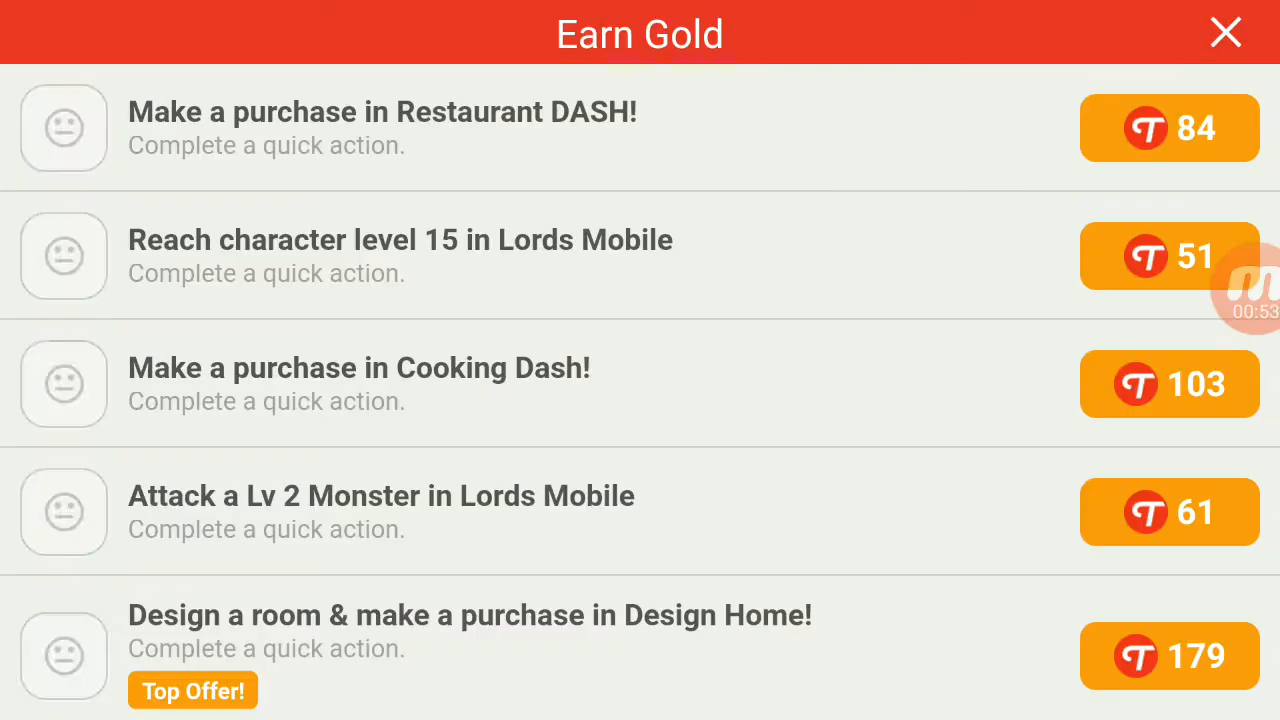 Earn Gold
Make a purchase in Restaurant DASH!
Complete a quick action.
84
Reach character level 15 in Lords Mobile
Complete a quick action.
51
00:53
Make a purchase in Cooking Dash!
Complete a quick action.
103
Attack a Lv 2 Monster in Lords Mobile
Complete a quick action.
61
Design a room & make a purchase in Design Home!
Complete a quick action.
Top Offer!
179